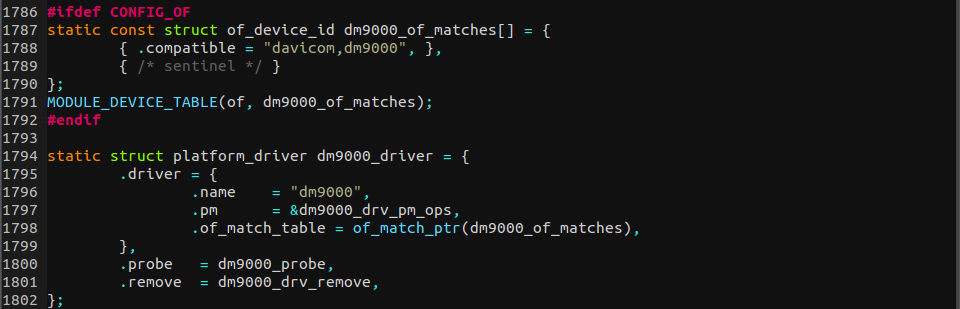 1786 #ifdef CONFIG_OF
1787 static const struct of_device_id dm9000_of_matches[] = {
1788         { .compatible = "davicom,dm9000", },
1789         { /* sentinel */ }
1790 };
1791 MODULE_DEVICE_TABLE(of, dm9000_of_matches);
1792 #endif
1793
1794 static struct platform_driver dm9000_driver = {
1795         .driver = {
1796                 .name    = "dm9000",
1797                 .pm      = &dm9000_drv_pm_ops,
1798                 .of_match_table = of_match_ptr(dm9000_of_matches),
1799         },
1800         .probe   = dm9000_probe,
1801         .remove  = dm9000_drv_remove,
1802 };